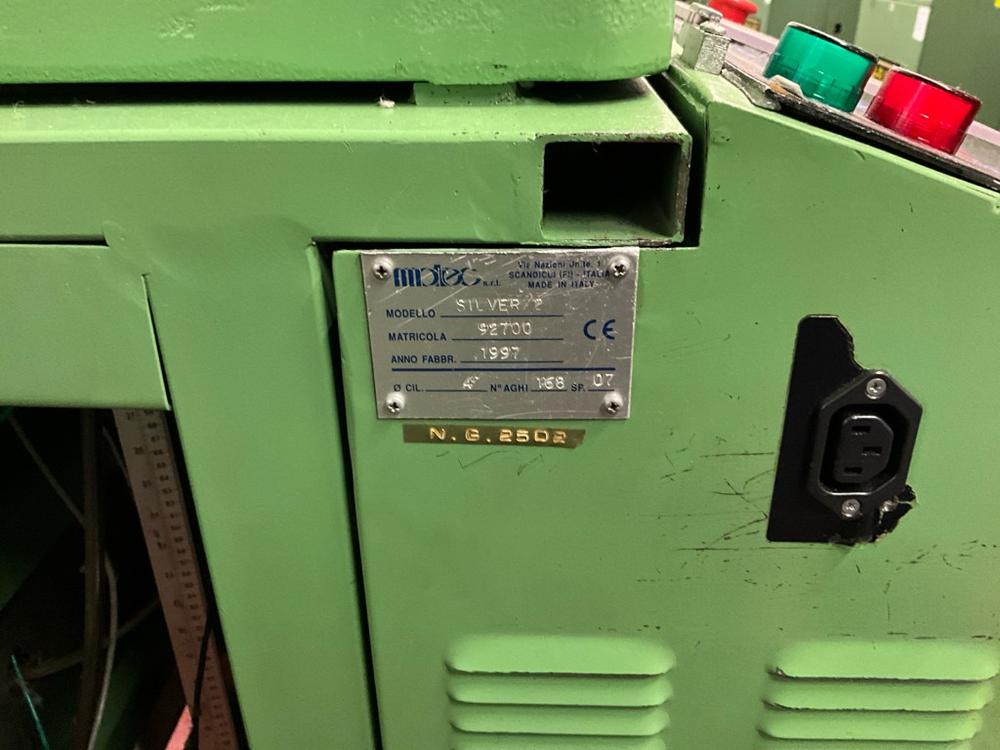 matec s.r.l.
Via Nazioni Unite, 1
SCANDICCI (FI) - ITALIA
MADE IN ITALY
MODELLO SILVER/2
MATRICOLA 92700
CE
ANNO FABBR. 1997
Ø CIL. 4" N° AGHI 168 SP. 07
N.G.2502